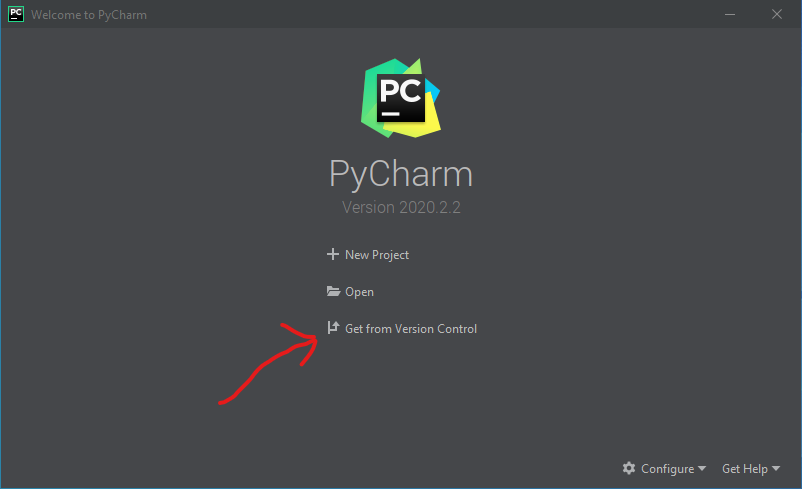 PC Welcome to PyCharm
PC
PyCharm
Version 2020.2.2
New Project
Open
Get from Version Control
Configure Get Help